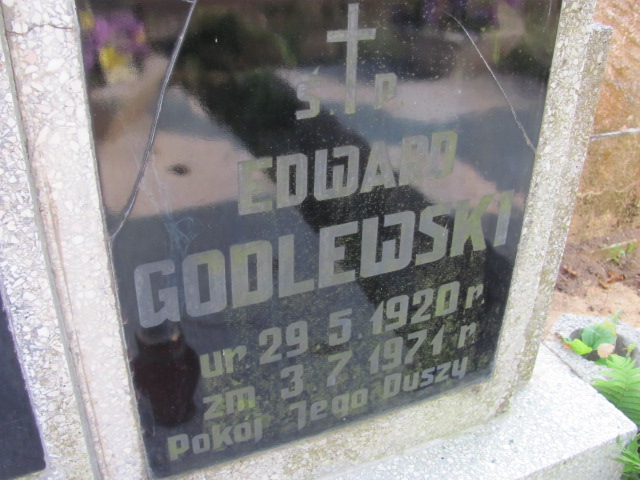 Ś. P.
EDWARD
GODLEWSKI
ur. 29.5.1920 r.
zm. 3.7.1971 r.
Pokój Jego Duszy